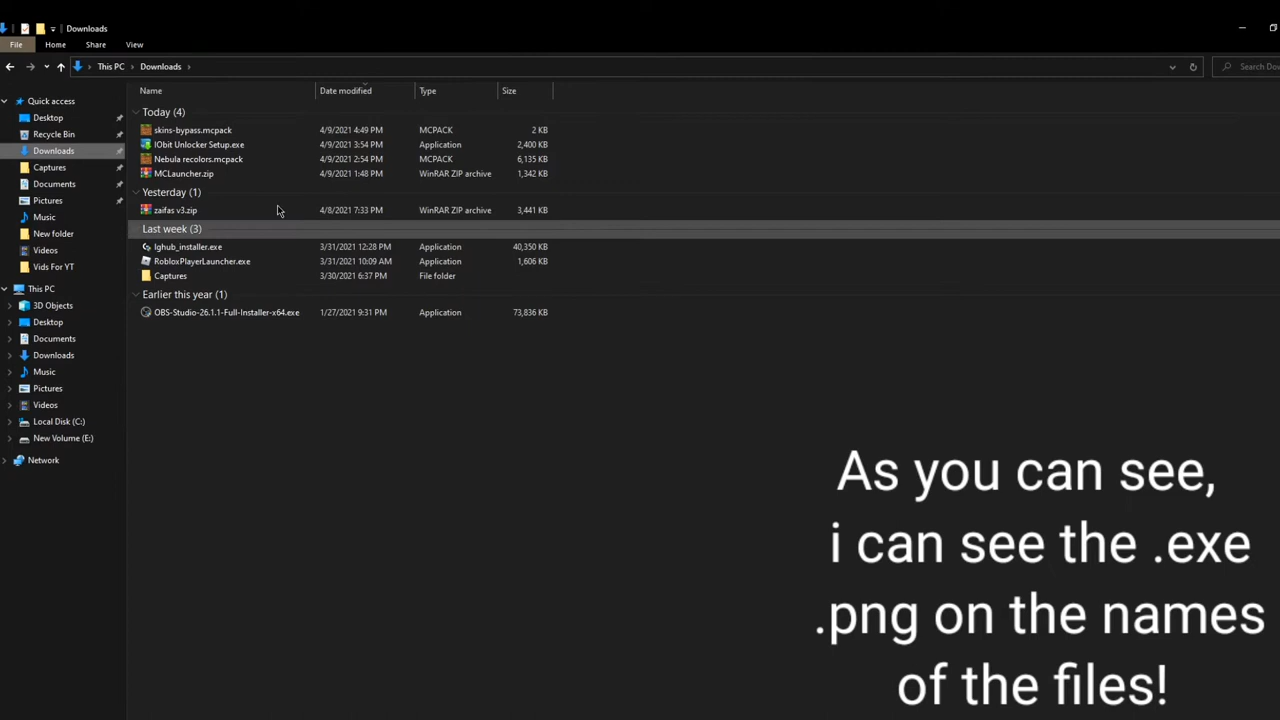 Downloads
File Home Share View
This PC Downloads
Search Dow
Name Date modified Type Size
Quick access
Desktop
Recycle Bin
Downloads
Captures
Documents
Pictures
Music
New folder
Videos
Vids For YT
This PC
3D Objects
Desktop
Documents
Downloads
Music
Pictures
Videos
Local Disk (C:)
New Volume (E:)
Network
Today (4)
skins-bypass.mcpack 4/9/2021 4:49 PM MCPACK 2 KB
IObit Unlocker Setup.exe 4/9/2021 3:54 PM Application 2,400 KB
Nebula recolors.mcpack 4/9/2021 2:54 PM MCPACK 6,135 KB
MCLauncher.zip 4/9/2021 1:48 PM WinRAR ZIP archive 1,342 KB
Yesterday (1)
zaifas v3.zip 4/8/2021 7:33 PM WinRAR ZIP archive 3,441 KB
Last week (3)
lghub_installer.exe 3/31/2021 12:28 PM Application 40,350 KB
RobloxPlayerLauncher.exe 3/31/2021 10:09 AM Application 1,606 KB
Captures 3/30/2021 6:37 PM File folder
Earlier this year (1)
OBS-Studio-26.1.1-Full-Installer-x64.exe 1/27/2021 9:31 PM Application 73,836 KB
As you can see,
i can see the .exe
.png on the names
of the files!